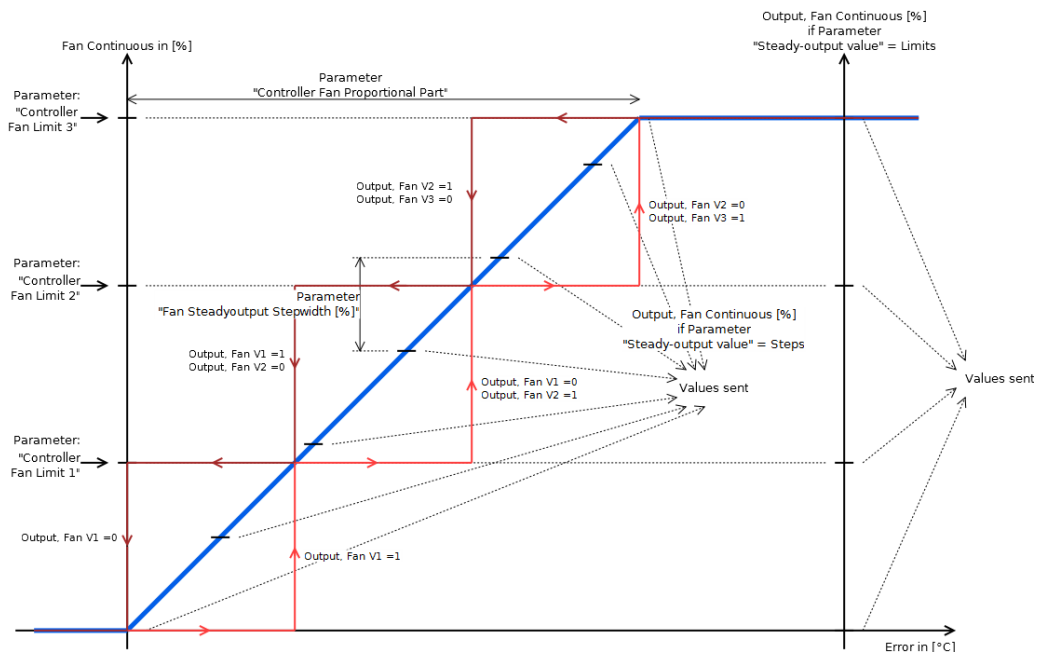 Output, Fan Continuous [%]
if Parameter
"Steady-output value" = Limits
Fan Continuous in [%]
Parameter
"Controller Fan Proportional Part"
Parameter:
"Controller
Fan Limit 3"
Output, Fan V2 =1
Output, Fan V3 =0
Output, Fan V2 =0
Output, Fan V3 =1
Parameter:
"Controller
Fan Limit 2"
Parameter
"Fan Steadyoutput Stepwidth [%]"
Output, Fan Continuous [%]
if Parameter
"Steady-output value" = Steps
Output, Fan V1 =1
Output, Fan V2 =0
Values sent
Values sent
Output, Fan V1 =0
Output, Fan V2 =1
Parameter:
"Controller
Fan Limit 1"
Output, Fan V1 =0
Output, Fan V1 =1
Error in [°C]